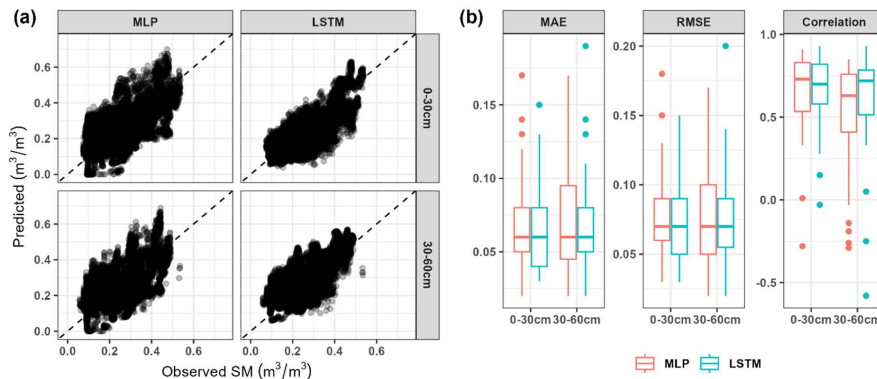 (a)
MLP
LSTM
0.6
0.4
0.2
0.0
0-30cm
0.6
0.4
0.2
0.0
30-60cm
Predicted (m³/m³)
0.0 0.2 0.4 0.6 0.0 0.2 0.4 0.6
Observed SM (m³/m³)
(b)
MAE
RMSE
Correlation
0.15
0.10
0.05
0.20
0.15
0.10
0.05
1.0
0.5
0.0
-0.5
0-30cm 30-60cm
0-30cm 30-60cm
0-30cm 30-60cm
MLP LSTM